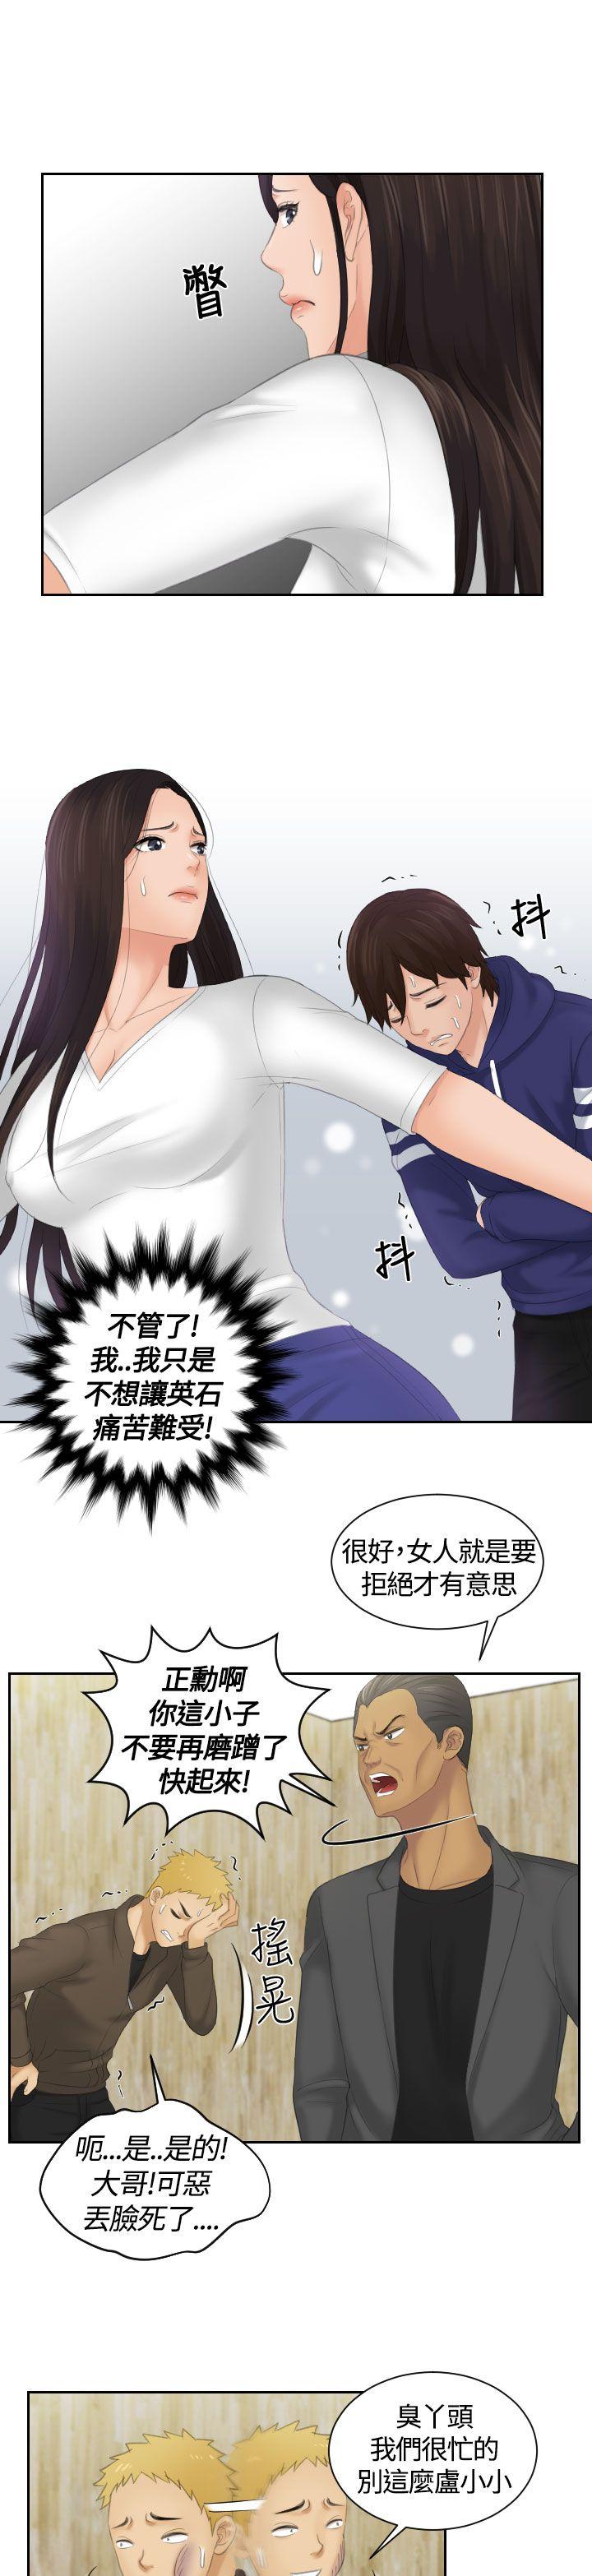 瞥
抖
抖
不管了!
我..我只是
不想讓英石
痛苦難受!
很好,女人就是要
拒絕才有意思
正勳啊
你這小子
不要再磨蹭了
快起來!
搖
晃
呃...是..是的!
大哥!可惡
丟臉死了....
臭丫頭
我們很忙的
別這麼盧小小